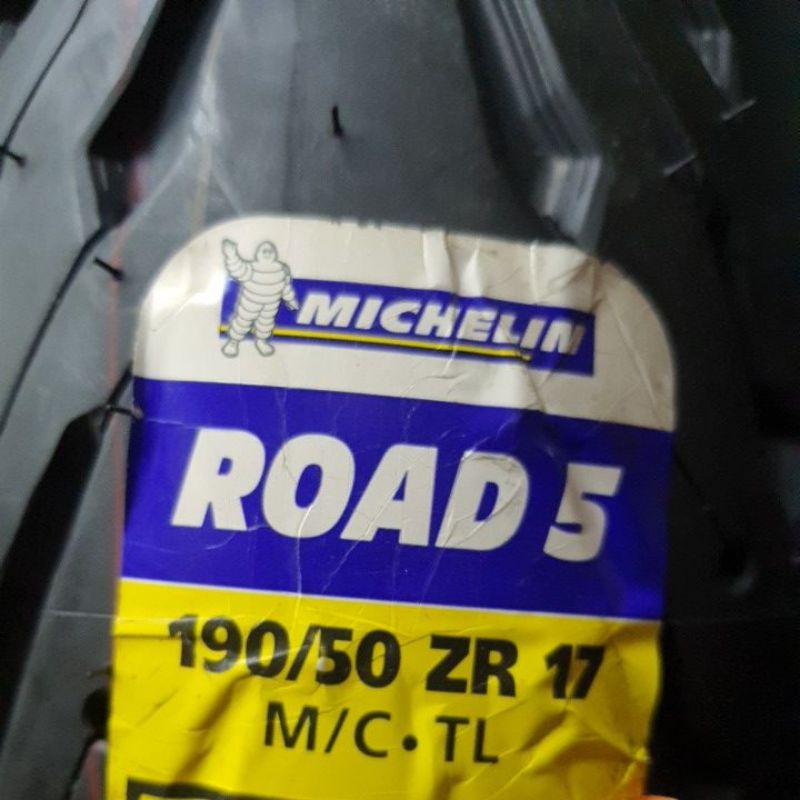 MICHELIN
ROAD 5
190/50 ZR 17
M/C • TL